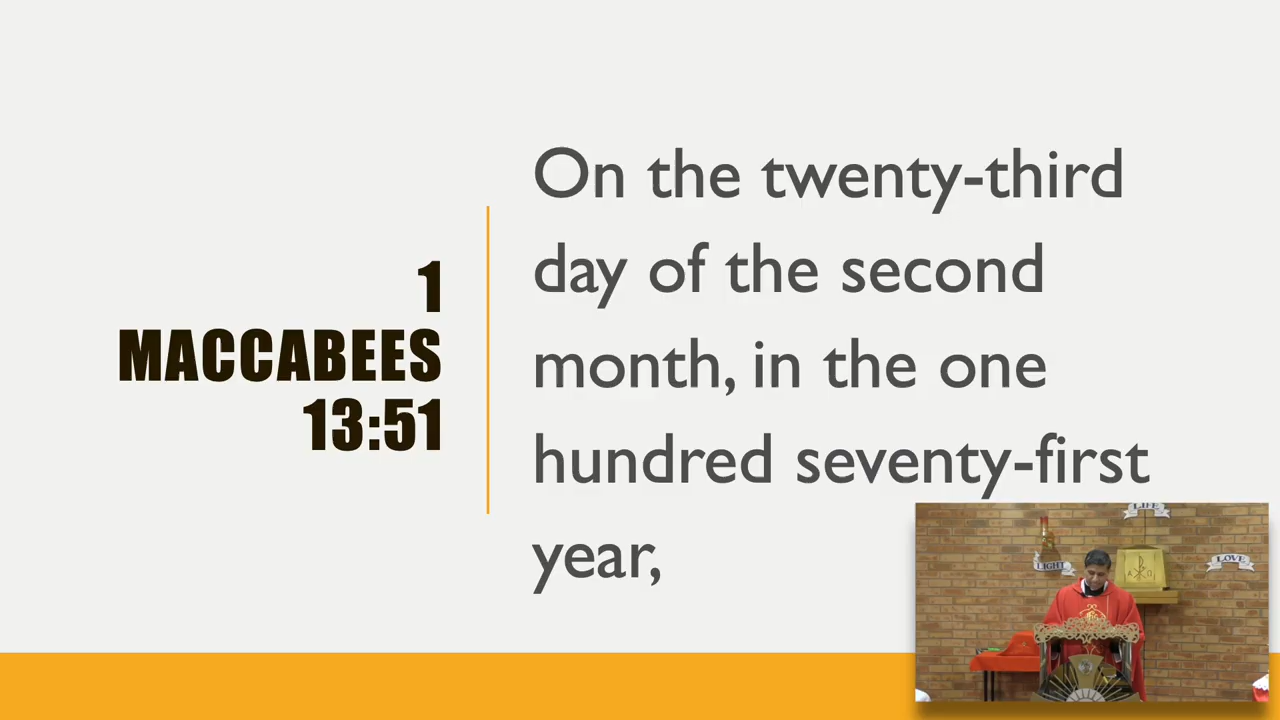 1
MACCABEES
13:51
On the twenty-third
day of the second
month, in the one
hundred seventy-first
year,
LIFE
LIGHT
LOVE
Α Ω